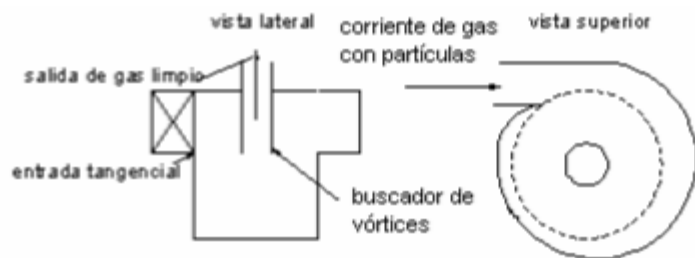 vista lateral
corriente de gas
con partículas
vista superior
salida de gas limpio
entrada tangencial
buscador de
vórtices